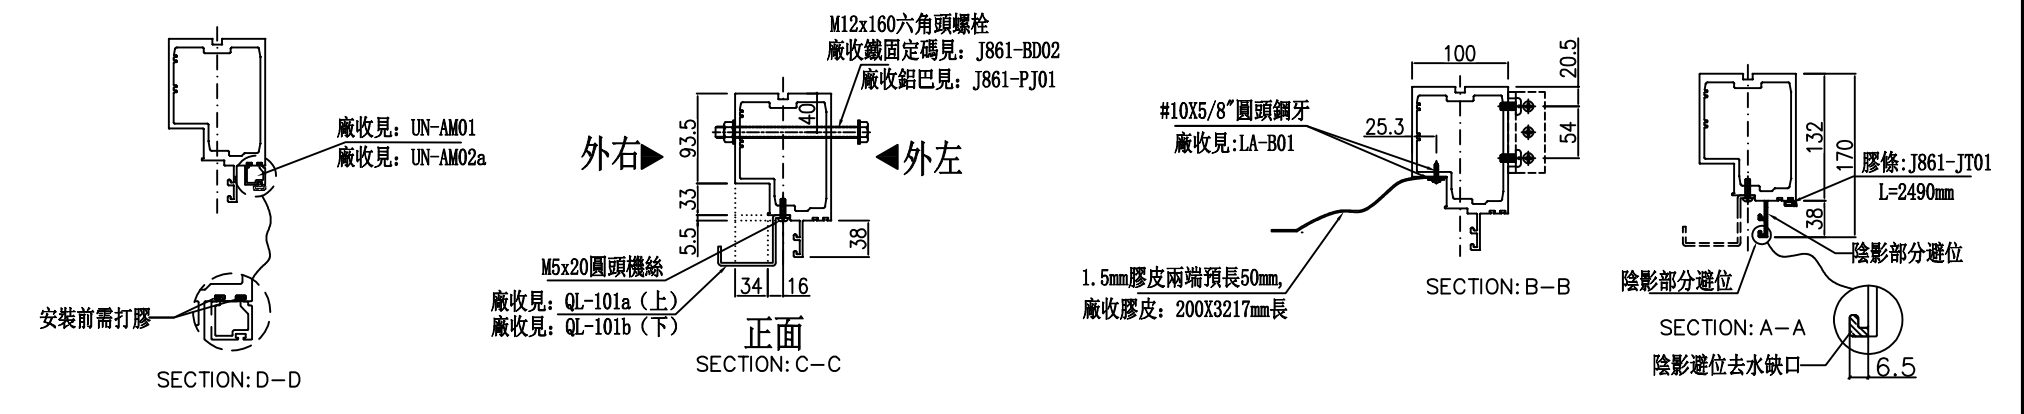 廠收見: UN-AM01
廠收見: UN-AM02a
安裝前需打膠
SECTION: D-D
M12x160六角頭螺栓
廠收鐵固定碼見: J861-BD02
廠收鋁巴見: J861-PJ01
外右
外左
93.5
40
33
5.5
38
34
16
M5x20圓頭機絲
廠收見: QL-101a (上)
廠收見: QL-101b (下)
正面
SECTION: C-C
100
20.5
#10X5/8"圓頭鋼牙
廠收見:LA-B01
25.3
54
1.5mm膠皮兩端預長50mm,
廠收膠皮: 200X3217mm長
SECTION: B-B
132
170
38
膠條:J861-JT01
L=2490mm
陰影部分避位
陰影部分避位
SECTION: A-A
陰影避位去水缺口
6.5